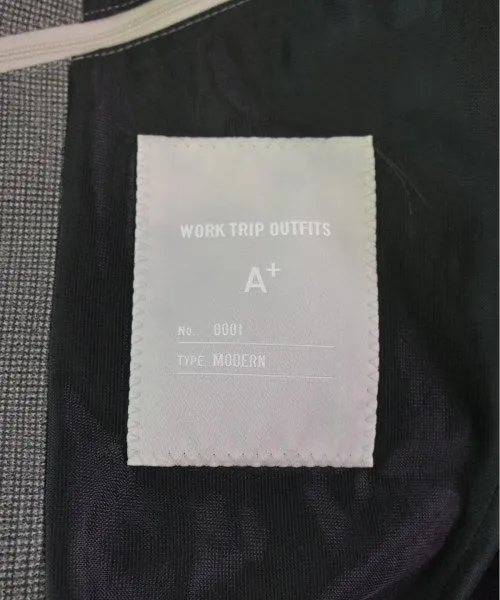 WORK TRIP OUTFITS
A+
No. 0001
TYPE. MODERN